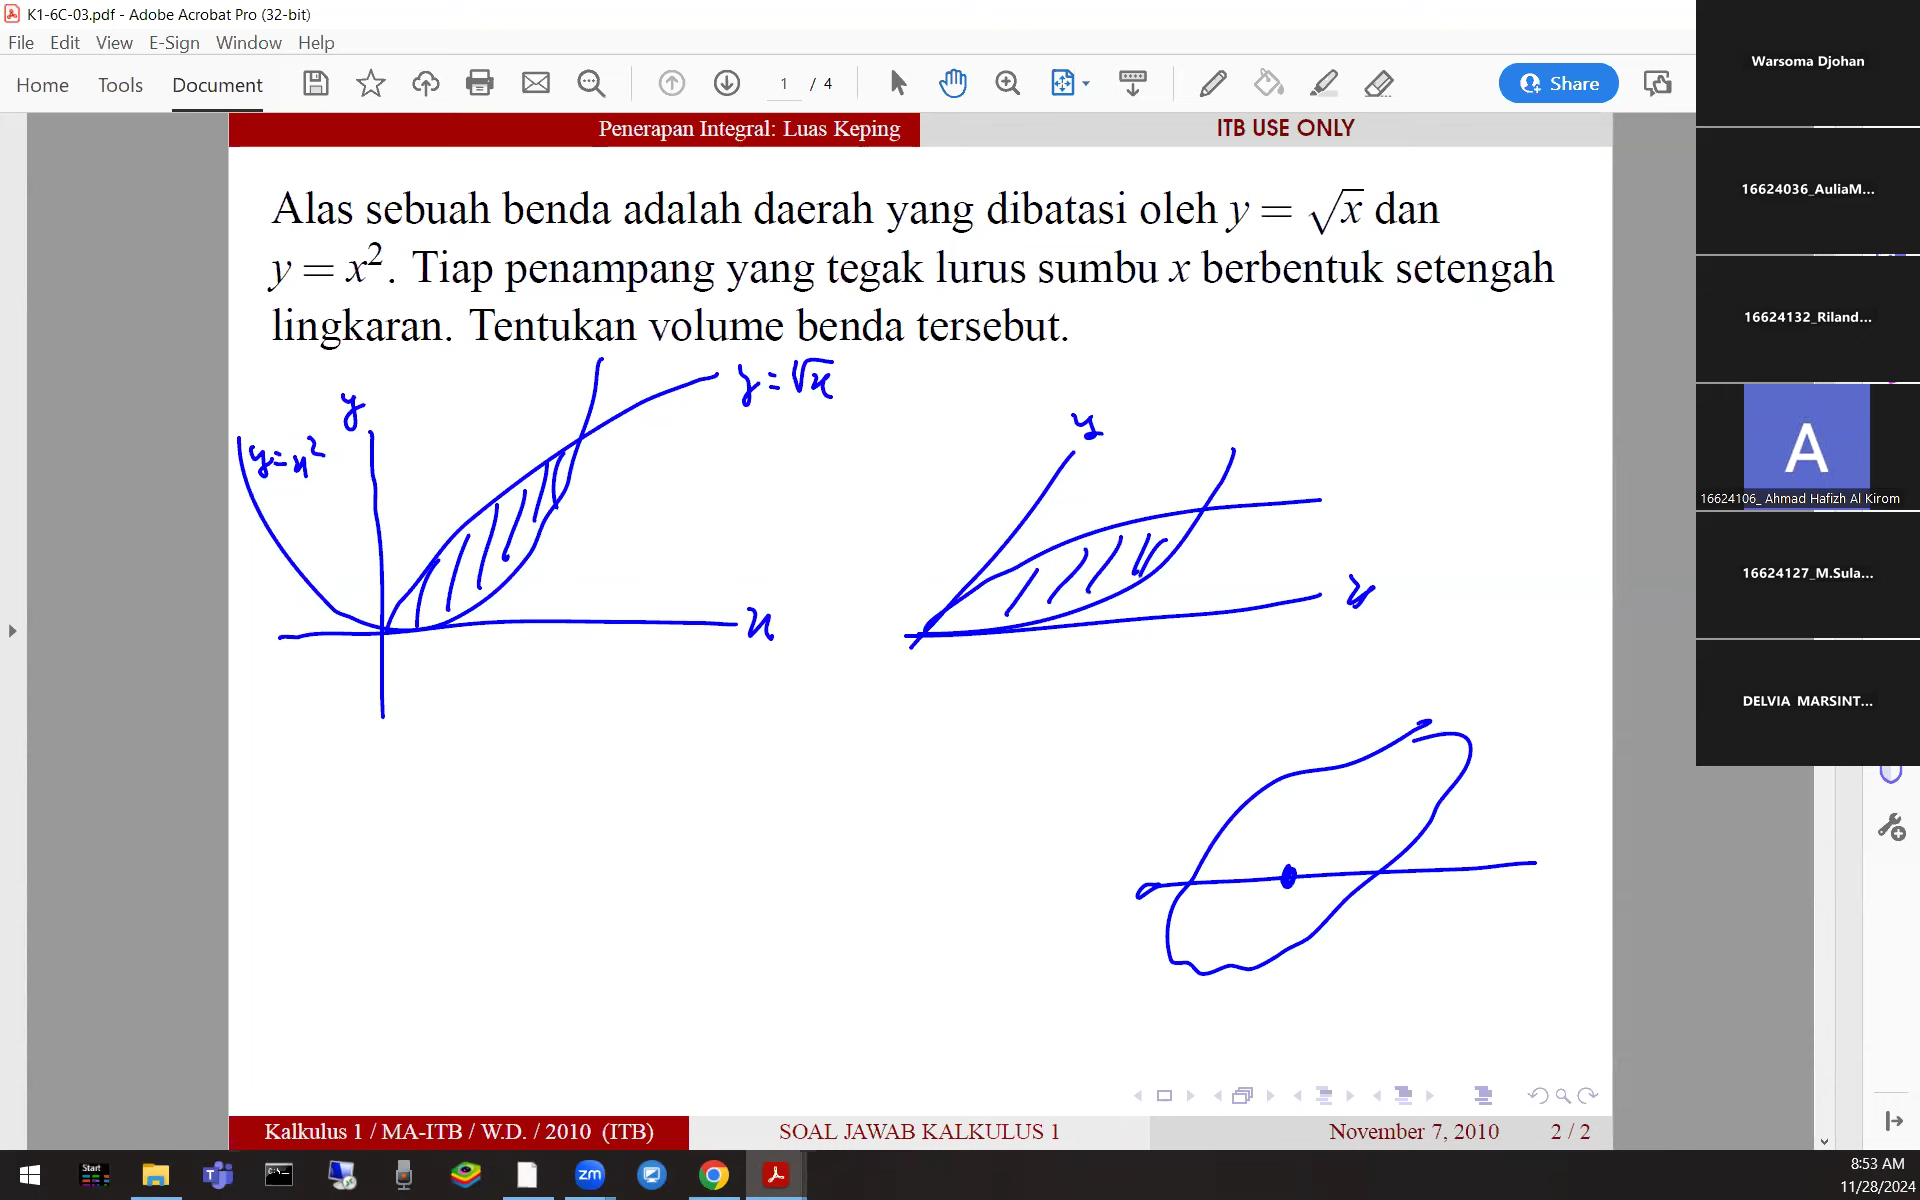 K1-6C-03.pdf - Adobe Acrobat Pro (32-bit)
File Edit View E-Sign Window Help
Home Tools Document 1 / 4 Share
Penerapan Integral: Luas Keping ITB USE ONLY
Alas sebuah benda adalah daerah yang dibatasi oleh y = √x dan
y = x². Tiap penampang yang tegak lurus sumbu x berbentuk setengah
lingkaran. Tentukan volume benda tersebut.
y = √x
y
y = x²
x
y
x
Kalkulus 1 / MA-ITB / W.D. / 2010 (ITB) SOAL JAWAB KALKULUS 1 November 7, 2010 2 / 2
Warsoma Djohan
16624036_AuliaM...
16624132_Riland...
A
16624106_ Ahmad Hafizh Al Kirom
16624127_M.Sula...
DELVIA MARSINT...
Start
zm
8:53 AM
11/28/2024